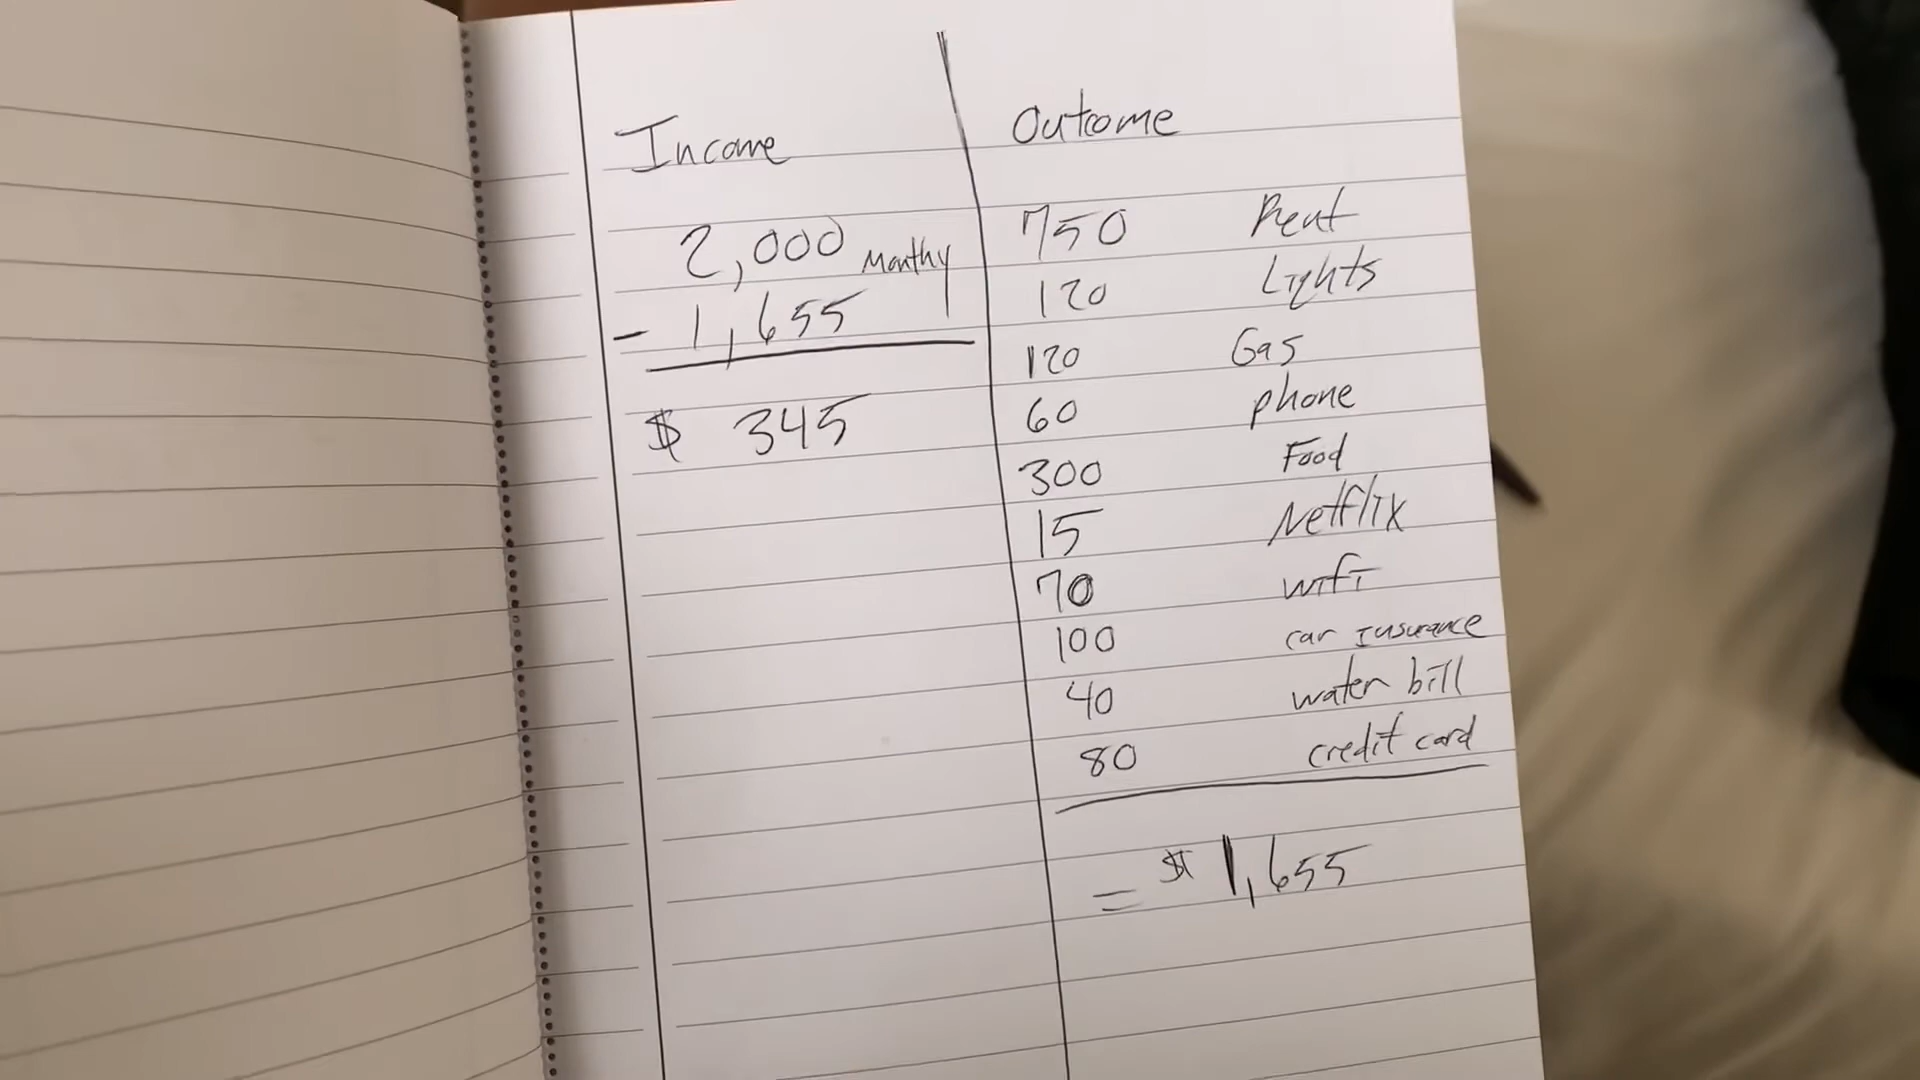 Income
2,000 Monthy
- 1,655
$ 345
Outcome
750 Rent
120 Lights
120 Gas
60 phone
300 Food
15 Netflix
70 wifi
100 car insurance
40 water bill
80 credit card
= $ 1,655